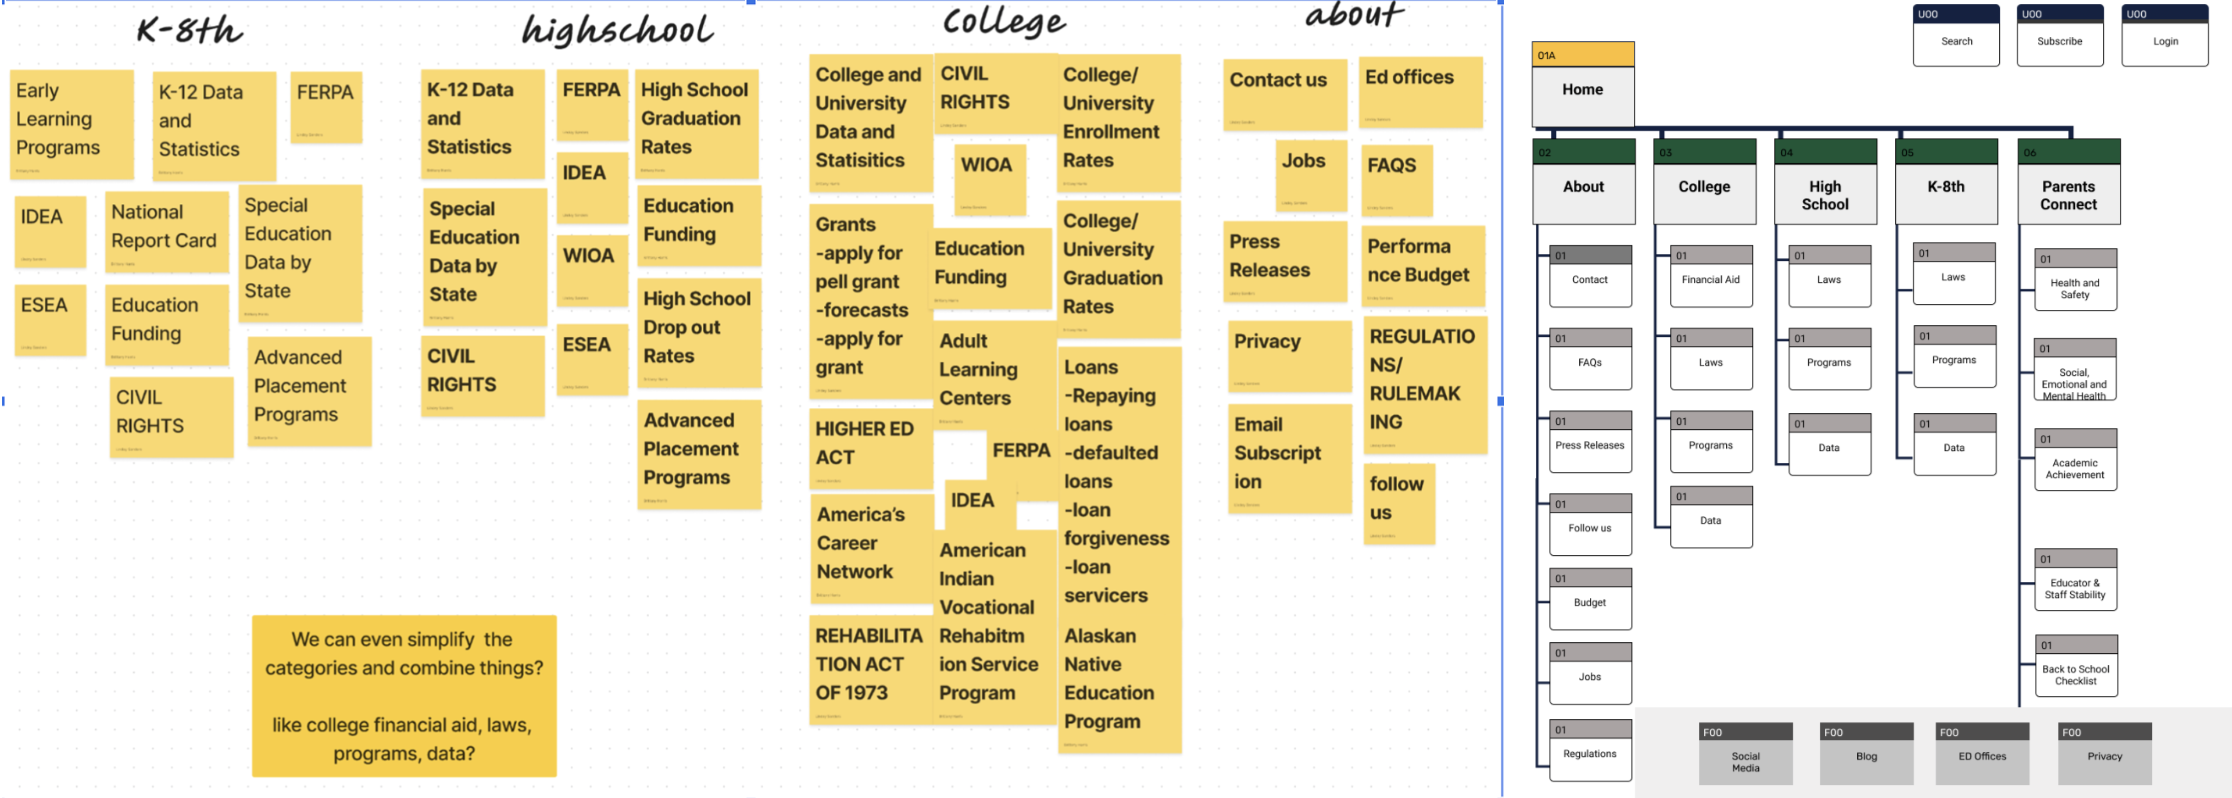 K-8th
Early
Learning
Programs
K-12 Data
and
Statistics
FERPA
IDEA
National
Report Card
Special
Education
Data by
State
ESEA
Education
Funding
CIVIL
RIGHTS
Advanced
Placement
Programs
We can even simplify the
categories and combine things?
like college financial aid, laws,
programs, data?
highschool
K-12 Data
and
Statistics
FERPA
High School
Graduation
Rates
IDEA
Special
Education
Data by
State
Education
Funding
WIOA
High School
Drop out
Rates
CIVIL
RIGHTS
ESEA
Advanced
Placement
Programs
College
College and
University
Data and
Statisitics
CIVIL
RIGHTS
College/
University
Enrollment
Rates
WIOA
Grants
-apply for
pell grant
-forecasts
-apply for
grant
Education
Funding
College/
University
Graduation
Rates
Adult
Learning
Centers
Loans
-Repaying
loans
-defaulted
loans
-loan
forgiveness
-loan
servicers
HIGHER ED
ACT
FERPA
IDEA
America's
Career
Network
American
Indian
Vocational
Rehabitm
ion Service
Program
REHABILITA
TION ACT
OF 1973
Alaskan
Native
Education
Program
about
Contact us
Ed offices
Jobs
FAQS
Press
Releases
Performa
nce Budget
Privacy
REGULATIO
NS/
RULEMAK
ING
Email
Subscript
ion
follow
us
U00
Search
U00
Subscribe
U00
Login
01A
Home
02
About
01
Contact
01
FAQs
01
Press Releases
01
Follow us
01
Budget
01
Jobs
01
Regulations
03
College
01
Financial Aid
01
Laws
01
Programs
01
Data
04
High
School
01
Laws
01
Programs
01
Data
05
K-8th
01
Laws
01
Programs
01
Data
06
Parents
Connect
01
Health and
Safety
01
Social,
Emotional and
Mental Health
01
Academic
Achievement
01
Educator &
Staff Stability
01
Back to School
Checklist
F00
Social
Media
F00
Blog
F00
ED Offices
F00
Privacy